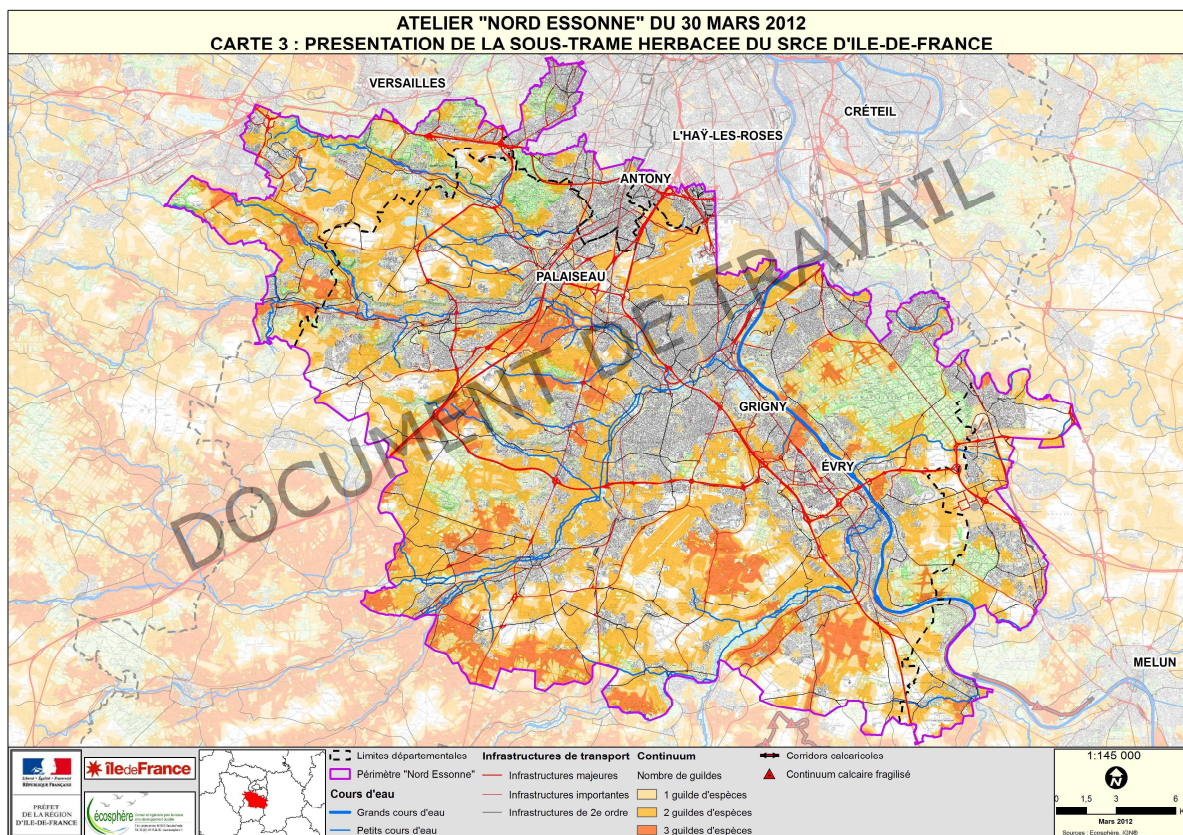 ATELIER "NORD ESSONNE" DU 30 MARS 2012
CARTE 3 : PRESENTATION DE LA SOUS-TRAME HERBACEE DU SRCE D'ILE-DE-FRANCE
VERSAILLES
CRÉTEIL
L'HAŸ-LES-ROSES
ANTONY
PALAISEAU
GRIGNY
ÉVRY
MELUN
DOCUMENT DE TRAVAIL
Liberté • Égalité • Fraternité
RÉPUBLIQUE FRANÇAISE
PRÉFET
DE LA RÉGION
D'ILE-DE-FRANCE
îledeFrance
écosphère
Limites départementales
Périmètre "Nord Essonne"
Cours d'eau
Grands cours d'eau
Petits cours d'eau
Infrastructures de transport
Infrastructures majeures
Infrastructures importantes
Infrastructures de 2e ordre
Continuum
Nombre de guildes
1 guilde d'espèces
2 guildes d'espèces
3 guildes d'espèces
Corridors calcaricoles
Continuum calcaire fragilisé
1:145 000
N
0 1,5 3 6
K
Mars 2012
Sources : Ecosphère, IGN®